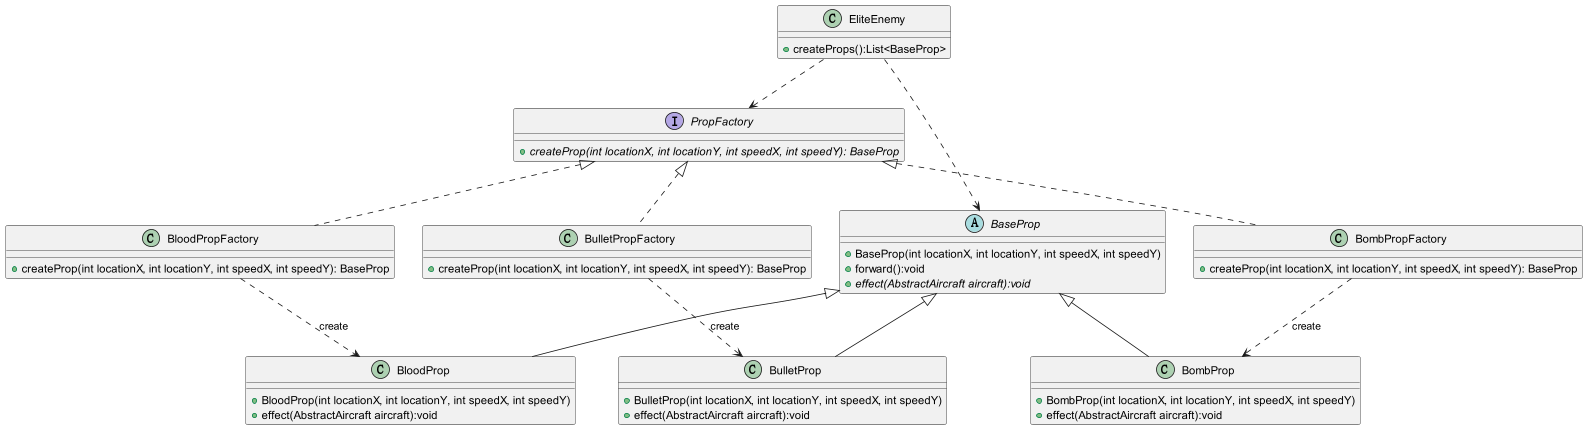 C EliteEnemy
createProps():List<BaseProp>
I PropFactory
createProp(int locationX, int locationY, int speedX, int speedY): BaseProp
C BloodPropFactory
createProp(int locationX, int locationY, int speedX, int speedY): BaseProp
C BulletPropFactory
createProp(int locationX, int locationY, int speedX, int speedY): BaseProp
A BaseProp
BaseProp(int locationX, int locationY, int speedX, int speedY)
forward():void
effect(AbstractAircraft aircraft):void
C BombPropFactory
createProp(int locationX, int locationY, int speedX, int speedY): BaseProp
create
create
create
C BloodProp
BloodProp(int locationX, int locationY, int speedX, int speedY)
effect(AbstractAircraft aircraft):void
C BulletProp
BulletProp(int locationX, int locationY, int speedX, int speedY)
effect(AbstractAircraft aircraft):void
C BombProp
BombProp(int locationX, int locationY, int speedX, int speedY)
effect(AbstractAircraft aircraft):void